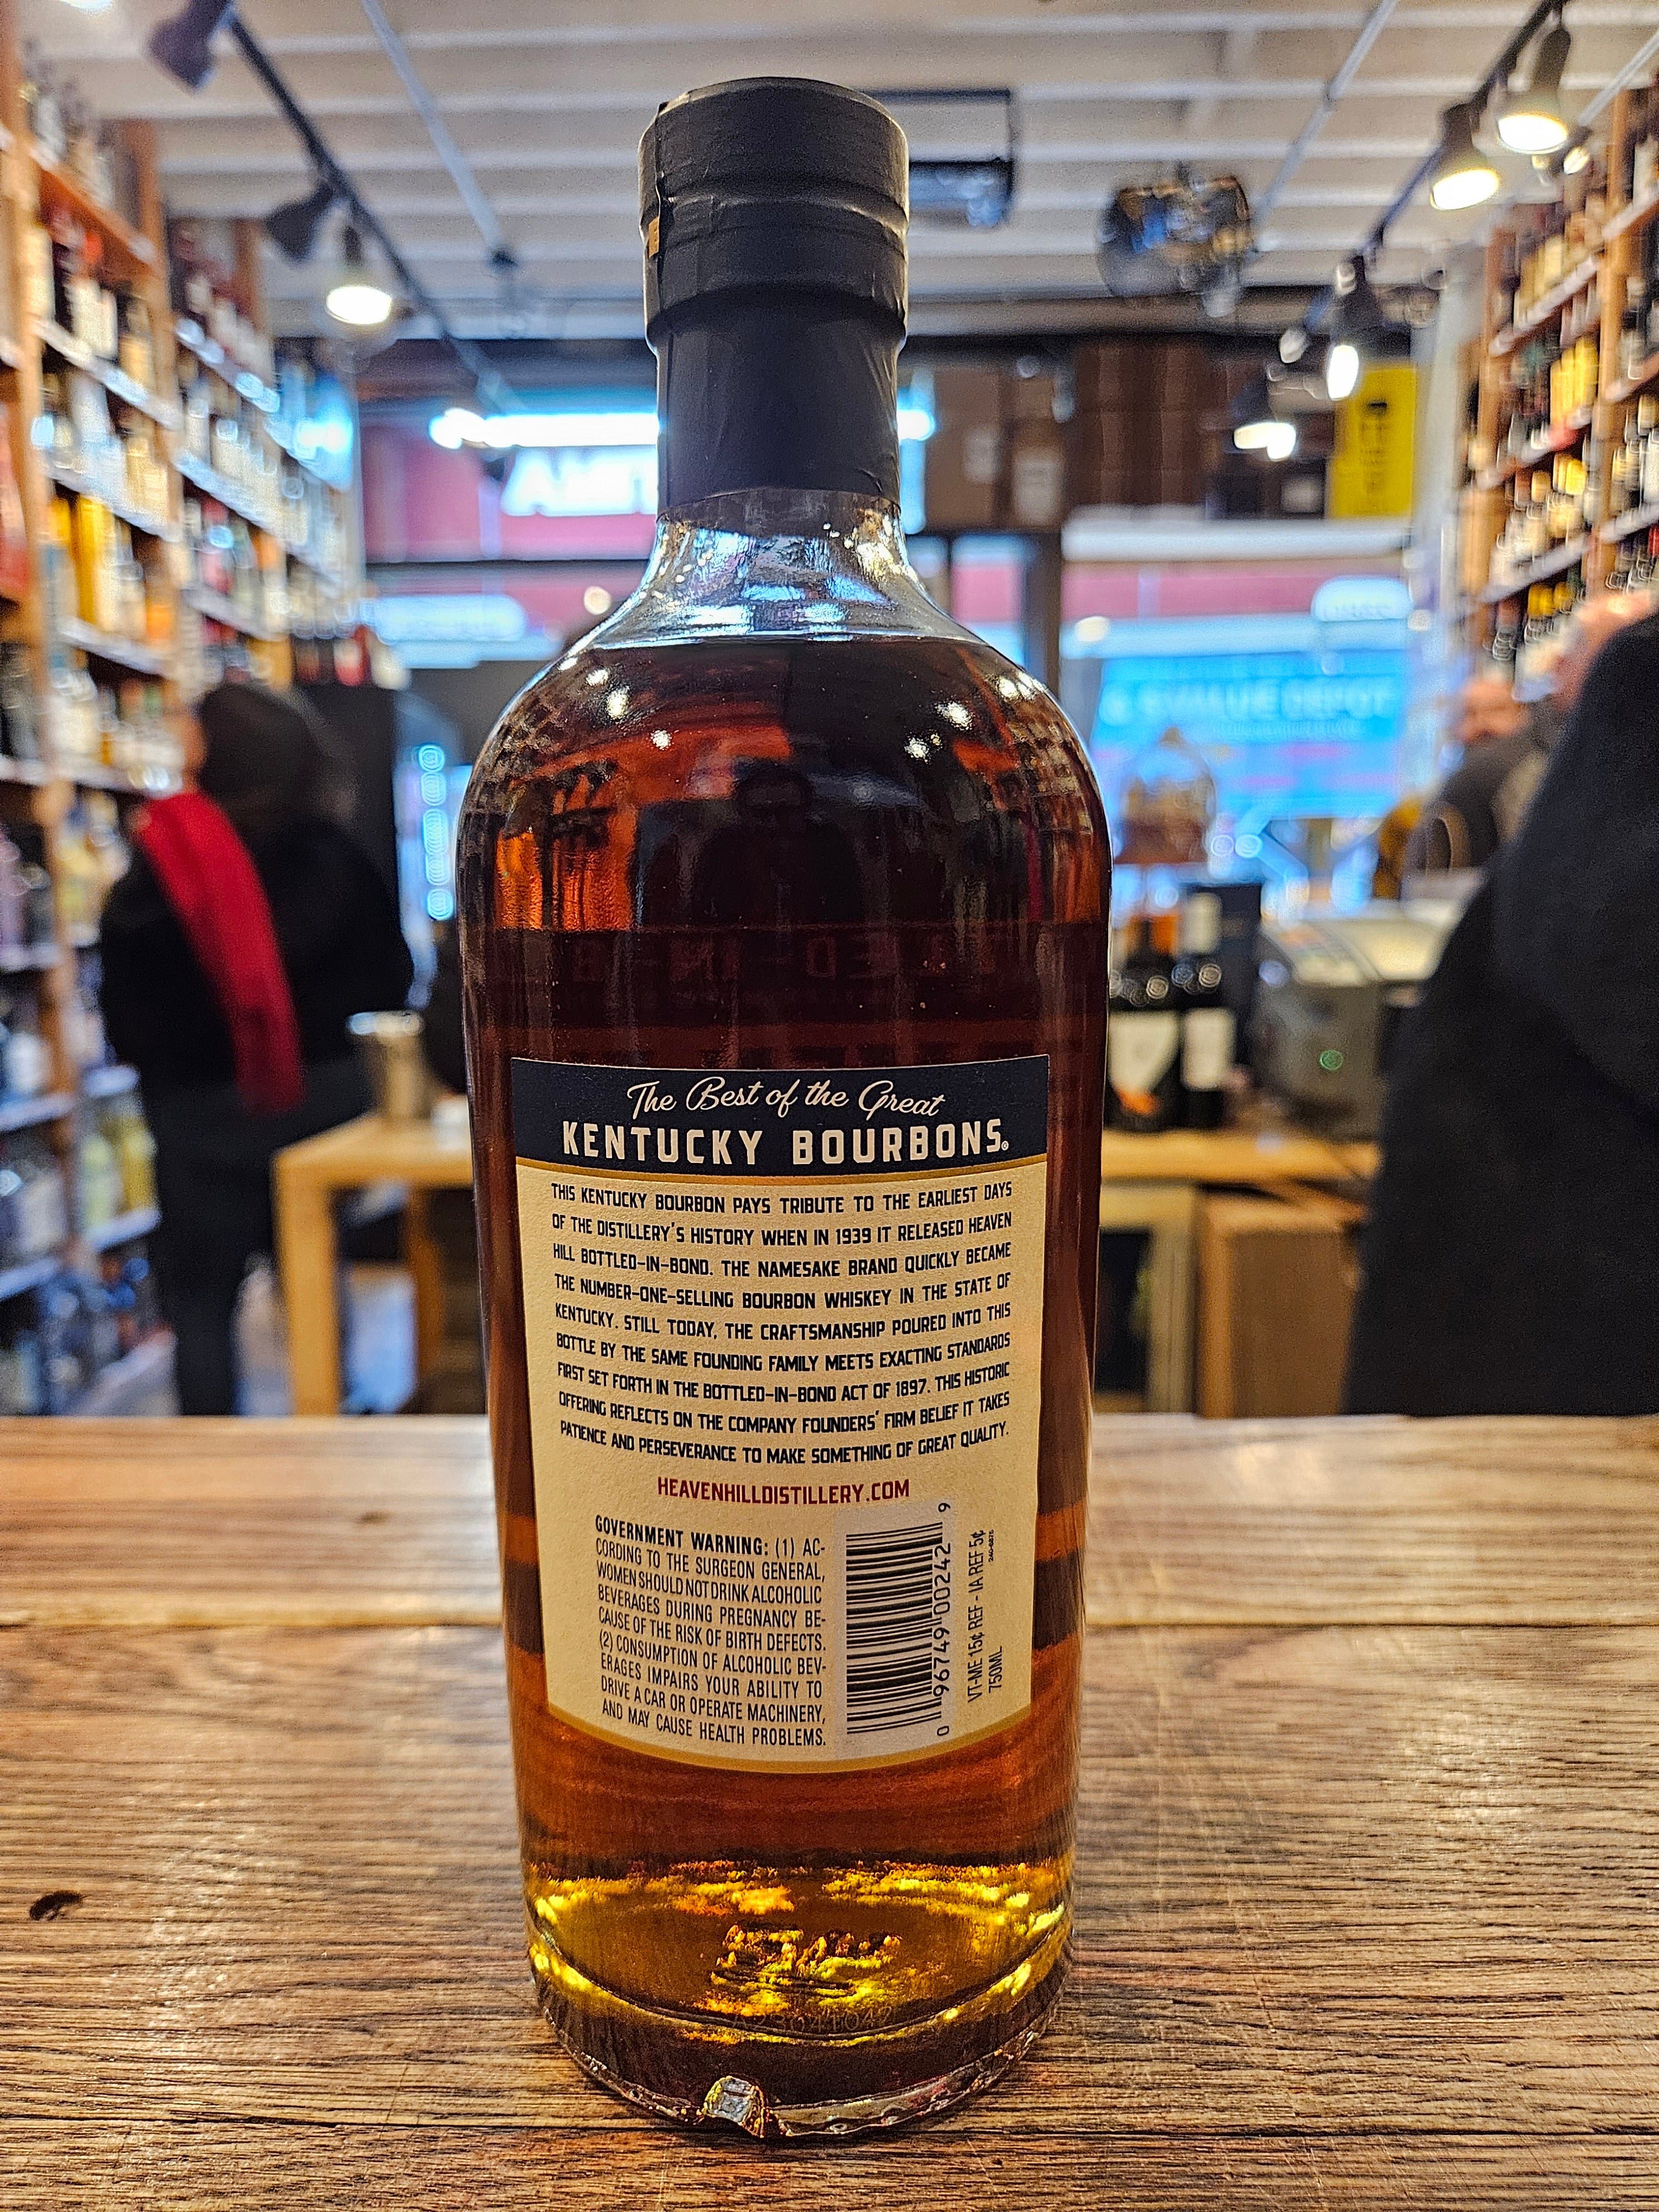 The Best of the Great
KENTUCKY BOURBONS®
THIS KENTUCKY BOURBON PAYS TRIBUTE TO THE EARLIEST DAYS
OF THE DISTILLERY'S HISTORY WHEN IN 1939 IT RELEASED HEAVEN
HILL BOTTLED-IN-BOND. THE NAMESAKE BRAND QUICKLY BECAME
THE NUMBER-ONE-SELLING BOURBON WHISKEY IN THE STATE OF
KENTUCKY. STILL TODAY, THE CRAFTSMANSHIP POURED INTO THIS
BOTTLE BY THE SAME FOUNDING FAMILY MEETS EXACTING STANDARDS
FIRST SET FORTH IN THE BOTTLED-IN-BOND ACT OF 1897. THIS HISTORIC
OFFERING REFLECTS ON THE COMPANY FOUNDERS' FIRM BELIEF IT TAKES
PATIENCE AND PERSEVERANCE TO MAKE SOMETHING OF GREAT QUALITY.
HEAVENHILLDISTILLERY.COM
GOVERNMENT WARNING: (1) AC-
CORDING TO THE SURGEON GENERAL,
WOMEN SHOULD NOT DRINK ALCOHOLIC
BEVERAGES DURING PREGNANCY BE-
CAUSE OF THE RISK OF BIRTH DEFECTS.
(2) CONSUMPTION OF ALCOHOLIC BEV-
ERAGES IMPAIRS YOUR ABILITY TO
DRIVE A CAR OR OPERATE MACHINERY,
AND MAY CAUSE HEALTH PROBLEMS.
0 96749 00242 9
VT-ME 15¢ REF - IA REF 5¢
750ML
VALUE DEPOT